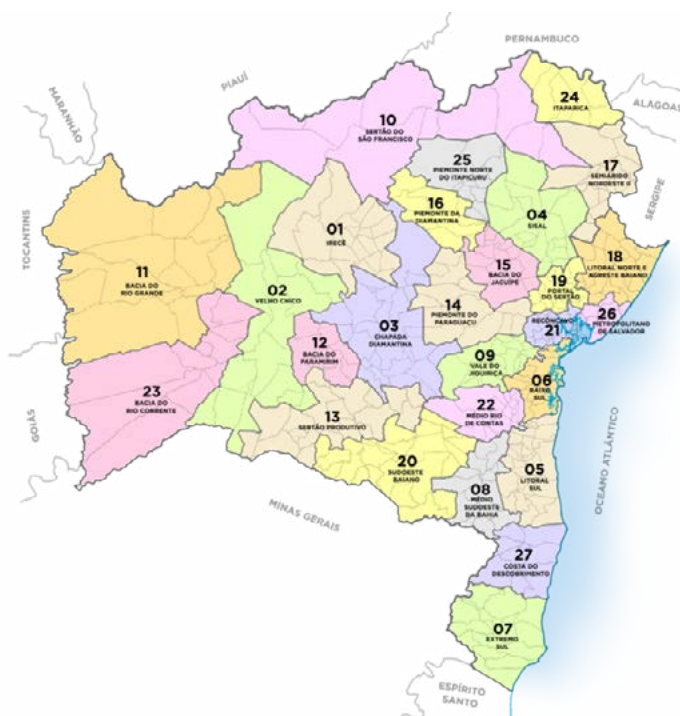 PERNAMBUCO
PIAUÍ
MARANHÃO
24
ITAPARICA
ALAGOAS
10
SERTÃO DO
SÃO FRANCISCO
25
PIEMONTE NORTE
DO ITAPICURU
17
SEMIÁRIDO
NORDESTE II
16
PIEMONTE DA
DIAMANTINA
SERGIPE
04
SISAL
01
IRECÊ
TOCANTINS
18
LITORAL NORTE E
AGRESTE BAIANO
11
BACIA DO
RIO GRANDE
15
BACIA DO
JACUÍPE
19
PORTAL
DO SERTÃO
02
VELHO CHICO
14
PIEMONTE DO
PARAGUAÇU
26
METROPOLITANO
DE SALVADOR
RECÔNCAVO
21
03
CHAPADA
DIAMANTINA
12
BACIA DO
PARAMIRIM
09
VALE DO
JIQUIRIÇÁ
06
BAIXO
SUL
23
BACIA DO
RIO CORRENTE
22
MÉDIO RIO
DE CONTAS
13
SERTÃO PRODUTIVO
GOIÁS
OCEANO ATLÂNTICO
20
SUDOESTE
BAIANO
05
LITORAL
SUL
08
MÉDIO
SUDOESTE
DA BAHIA
MINAS GERAIS
27
COSTA DO
DESCOBRIMENTO
07
EXTREMO
SUL
ESPÍRITO
SANTO